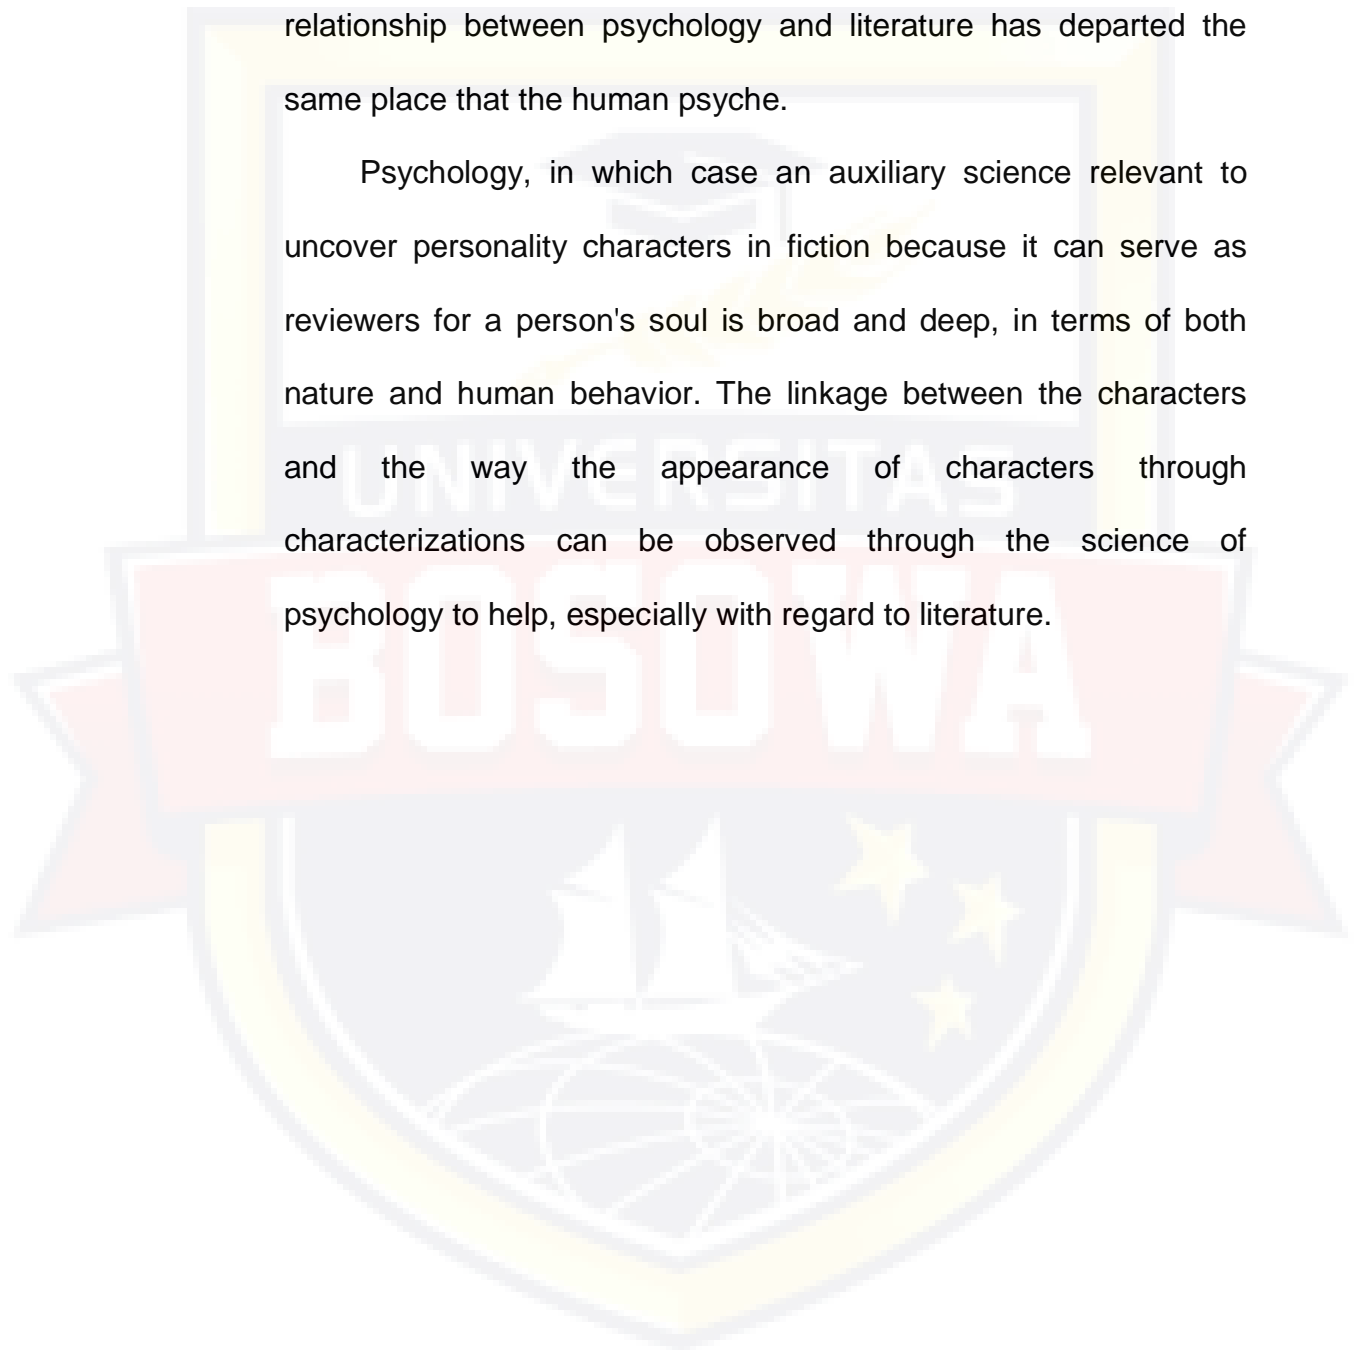 relationship between psychology and literature has departed the
same place that the human psyche.
Psychology, in which case an auxiliary science relevant to
uncover personality characters in fiction because it can serve as
reviewers for a person's soul is broad and deep, in terms of both
nature and human behavior. The linkage between the characters
and the way the appearance of characters through
UNIVERSITAS
characterizations can be observed through the science of
psychology to help, especially with regard to literature.
BOSOWA